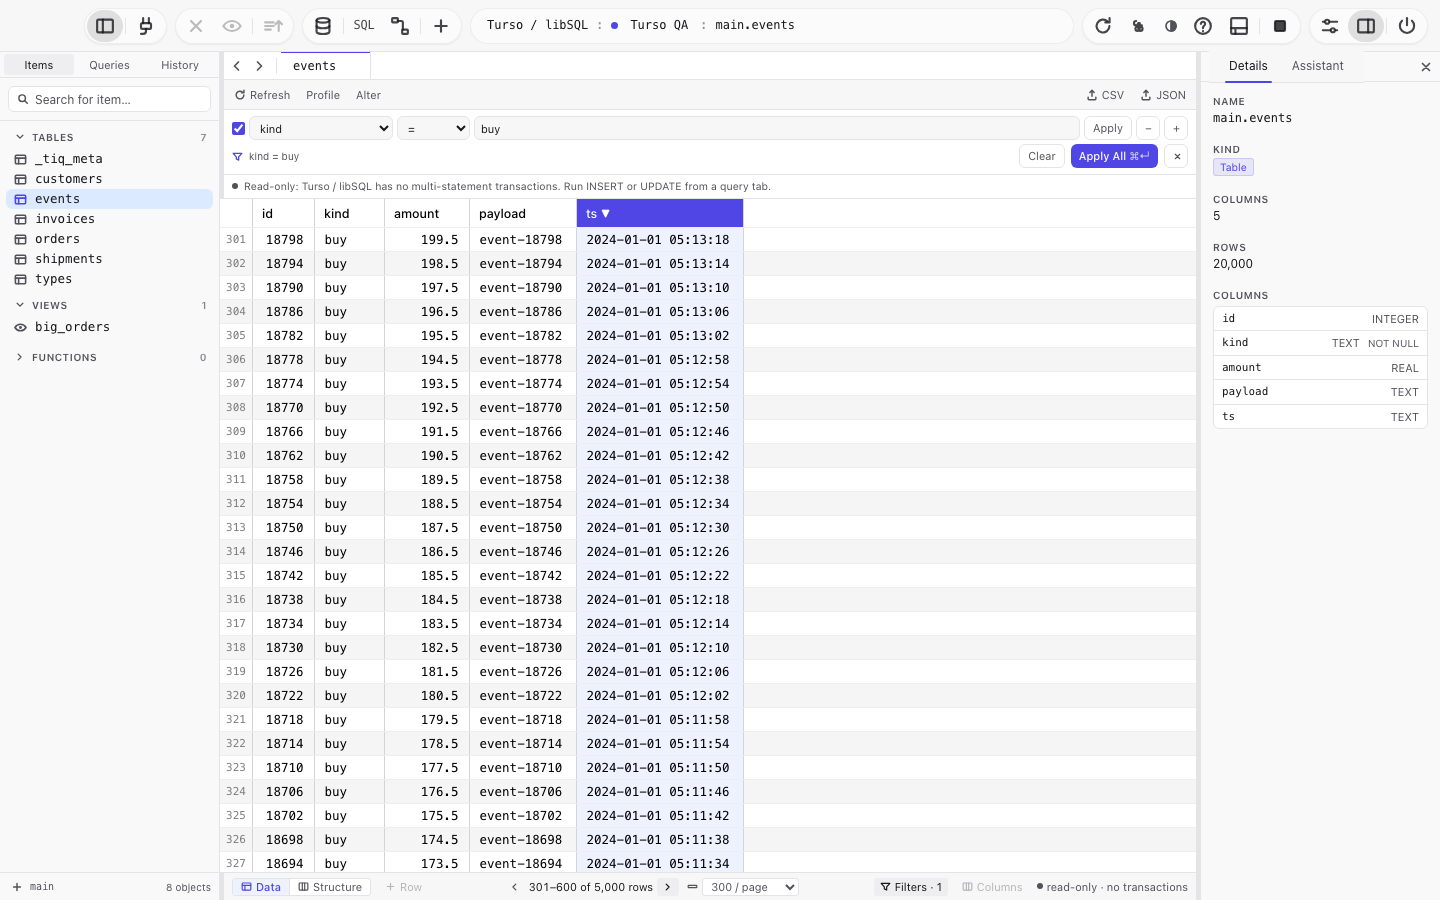 SQL
Turso / libSQL : ● Turso QA : main.events
Items Queries History
Search for item...
TABLES 7
_tiq_meta
customers
events
invoices
orders
shipments
types
VIEWS 1
big_orders
FUNCTIONS 0
+ main 8 objects
events
Refresh Profile Alter CSV JSON
kind = buy Apply − +
kind = buy Clear Apply All ⌘↵ ×
● Read-only: Turso / libSQL has no multi-statement transactions. Run INSERT or UPDATE from a query tab.
id kind amount payload ts ▼
301 18798 buy 199.5 event-18798 2024-01-01 05:13:18
302 18794 buy 198.5 event-18794 2024-01-01 05:13:14
303 18790 buy 197.5 event-18790 2024-01-01 05:13:10
304 18786 buy 196.5 event-18786 2024-01-01 05:13:06
305 18782 buy 195.5 event-18782 2024-01-01 05:13:02
306 18778 buy 194.5 event-18778 2024-01-01 05:12:58
307 18774 buy 193.5 event-18774 2024-01-01 05:12:54
308 18770 buy 192.5 event-18770 2024-01-01 05:12:50
309 18766 buy 191.5 event-18766 2024-01-01 05:12:46
310 18762 buy 190.5 event-18762 2024-01-01 05:12:42
311 18758 buy 189.5 event-18758 2024-01-01 05:12:38
312 18754 buy 188.5 event-18754 2024-01-01 05:12:34
313 18750 buy 187.5 event-18750 2024-01-01 05:12:30
314 18746 buy 186.5 event-18746 2024-01-01 05:12:26
315 18742 buy 185.5 event-18742 2024-01-01 05:12:22
316 18738 buy 184.5 event-18738 2024-01-01 05:12:18
317 18734 buy 183.5 event-18734 2024-01-01 05:12:14
318 18730 buy 182.5 event-18730 2024-01-01 05:12:10
319 18726 buy 181.5 event-18726 2024-01-01 05:12:06
320 18722 buy 180.5 event-18722 2024-01-01 05:12:02
321 18718 buy 179.5 event-18718 2024-01-01 05:11:58
322 18714 buy 178.5 event-18714 2024-01-01 05:11:54
323 18710 buy 177.5 event-18710 2024-01-01 05:11:50
324 18706 buy 176.5 event-18706 2024-01-01 05:11:46
325 18702 buy 175.5 event-18702 2024-01-01 05:11:42
326 18698 buy 174.5 event-18698 2024-01-01 05:11:38
327 18694 buy 173.5 event-18694 2024-01-01 05:11:34
Data Structure + Row 301–600 of 5,000 rows 300 / page Filters · 1 Columns ● read-only · no transactions
Details Assistant
NAME
main.events
KIND
Table
COLUMNS
5
ROWS
20,000
COLUMNS
id INTEGER
kind TEXT NOT NULL
amount REAL
payload TEXT
ts TEXT